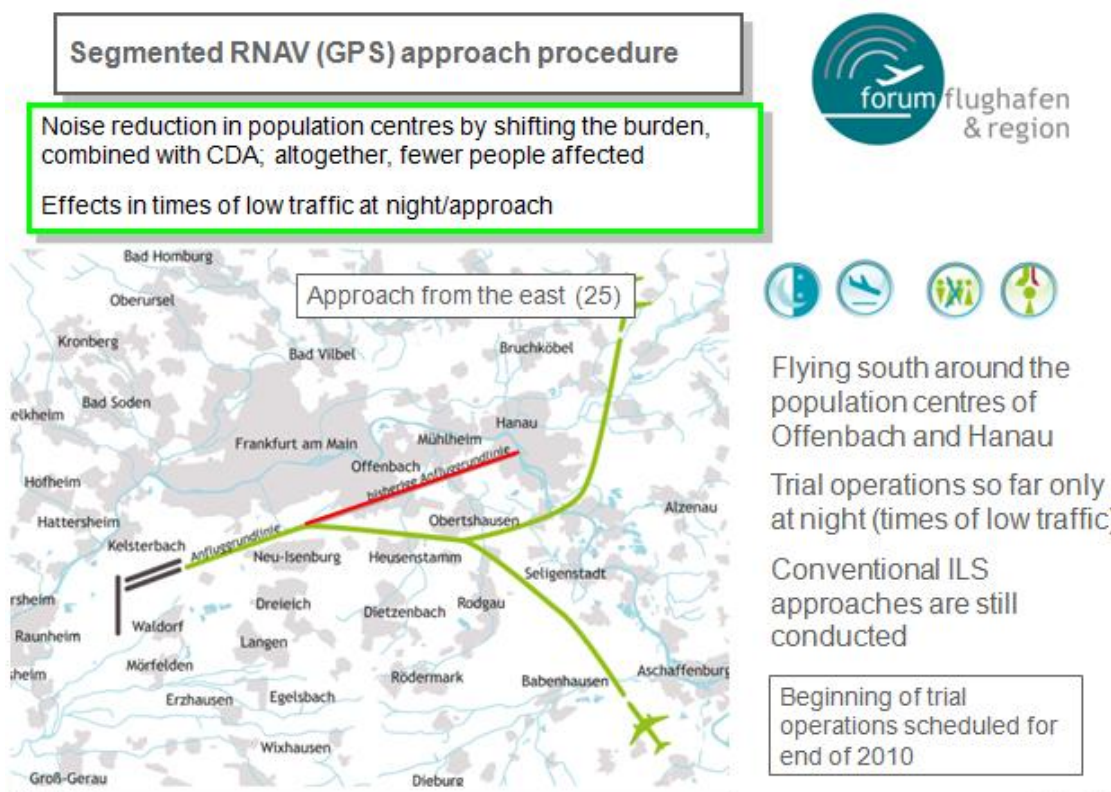 Segmented RNAV (GPS) approach procedure
forum flughafen
& region
Noise reduction in population centres by shifting the burden,
combined with CDA; altogether, fewer people affected
Effects in times of low traffic at night/approach
Approach from the east (25)
Bad Homburg
Oberursel
Kronberg
Bad Vilbel
Bruchköbel
Bad Soden
elkheim
Hanau
Frankfurt am Main
Mühlheim
Offenbach
bisherige Anfluggrundlinie
Hofheim
Hattersheim
Obertshausen
Alzenau
Kelsterbach
Anfluggrundlinie
Neu-Isenburg
Heusenstamm
Seligenstadt
rsheim
Dreieich
Dietzenbach
Rodgau
Raunheim
Waldorf
Langen
sheim
Mörfelden
Rödermark
Babenhausen
Aschaffenburg
Erzhausen
Egelsbach
Wixhausen
Groß-Gerau
Dieburg
Flying south around the
population centres of
Offenbach and Hanau
Trial operations so far only
at night (times of low traffic)
Conventional ILS
approaches are still
conducted
Beginning of trial
operations scheduled for
end of 2010